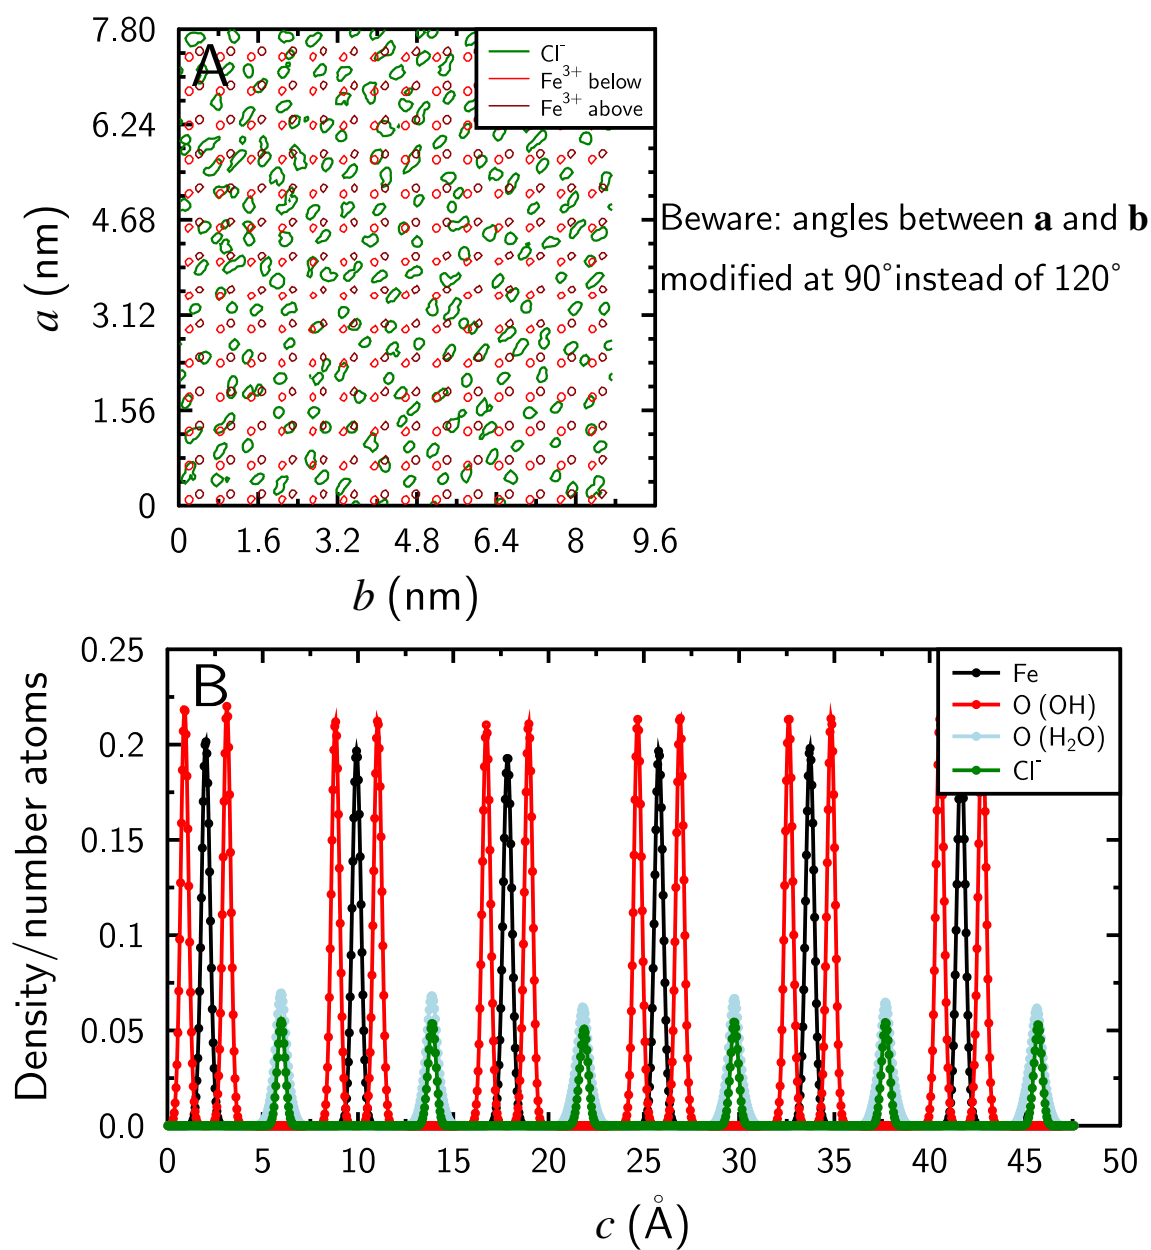 7.80
6.24
4.68
3.12
1.56
0
a (nm)
A
Cl-
Fe3+ below
Fe3+ above
0 1.6 3.2 4.8 6.4 8 9.6
b (nm)
Beware: angles between a and b
modified at 90°instead of 120°
0.25
0.2
0.15
0.1
0.05
0.0
Density/number atoms
B
Fe
O (OH)
O (H2O)
Cl-
0 5 10 15 20 25 30 35 40 45 50
c (Å)